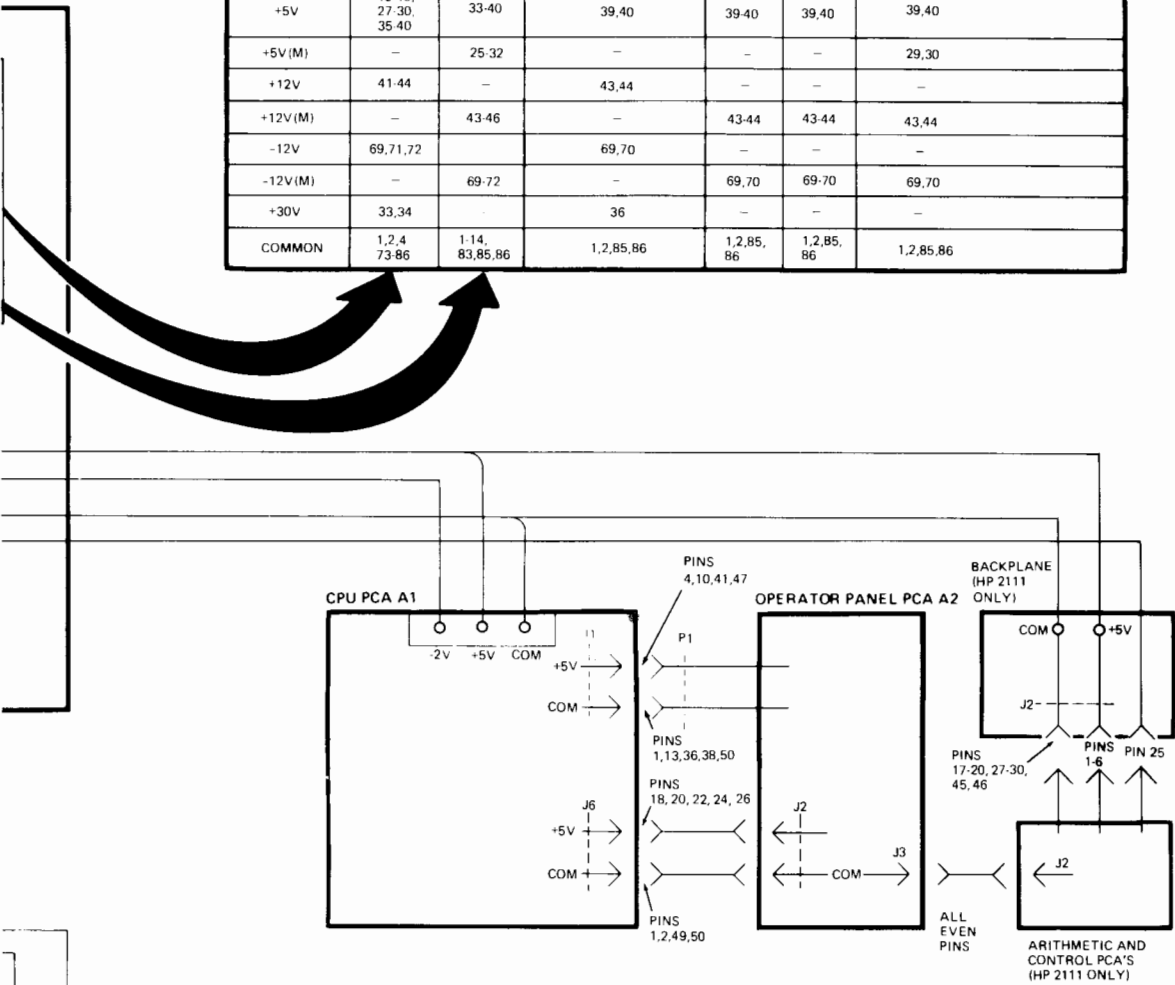 +5V 27-30, 35-40 33-40 39,40 39-40 39,40 39,40
+5V(M) – 25-32 – – – 29,30
+12V 41-44 – 43,44 – – –
+12V(M) – 43-46 – 43-44 43-44 43,44
-12V 69,71,72 69,70 – – –
-12V(M) – 69-72 – 69,70 69-70 69,70
+30V 33,34 36 – – –
COMMON 1,2,4 73-86 1-14, 83,85,86 1,2,85,86 1,2,85, 86 1,2,85, 86 1,2,85,86
CPU PCA A1
-2V +5V COM
J1
+5V
COM
PINS
4,10,41,47
P1
PINS
1,13,36,38,50
PINS
18, 20, 22, 24, 26
J6
+5V
COM
PINS
1,2,49,50
OPERATOR PANEL PCA A2
J2
COM
J3
ALL
EVEN
PINS
BACKPLANE
(HP 2111
ONLY)
COM +5V
J2
PINS
17-20, 27-30,
45, 46
PINS
1-6
PIN 25
J2
ARITHMETIC AND
CONTROL PCA'S
(HP 2111 ONLY)